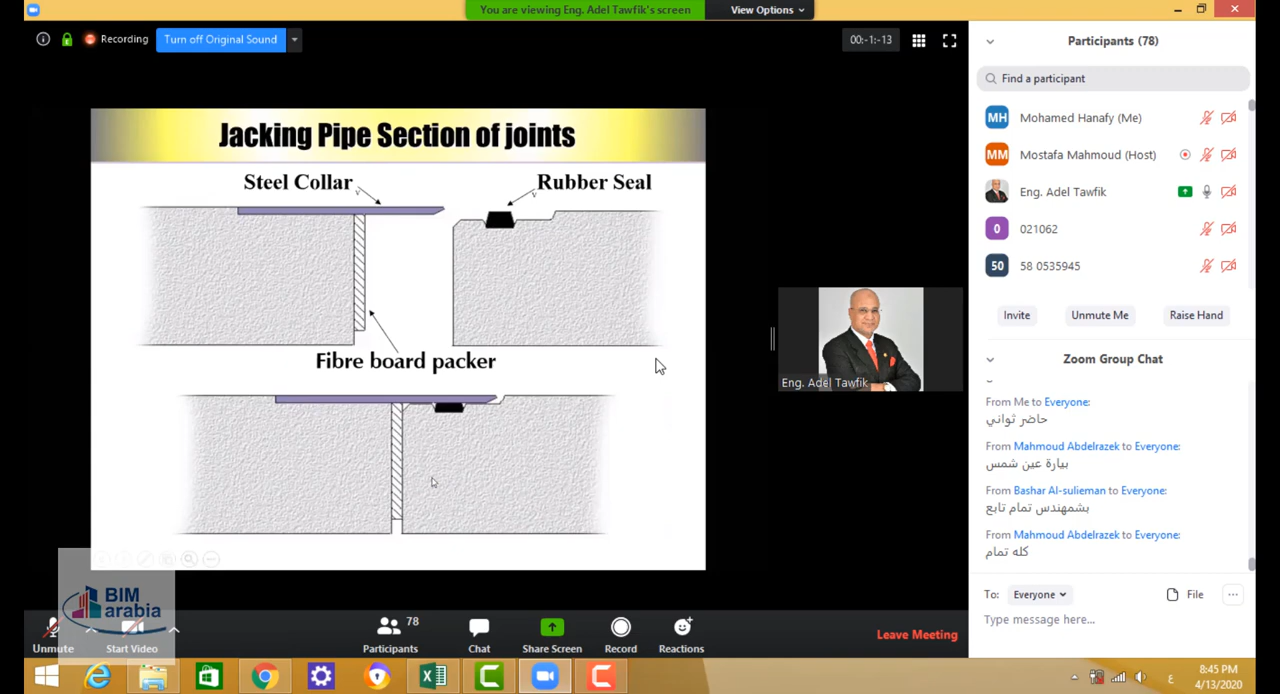 You are viewing Eng. Adel Tawfik's screen
View Options
Recording
Turn off Original Sound
00:-1:-13
Jacking Pipe Section of joints
Steel Collar
Rubber Seal
Fibre board packer
Eng. Adel Tawfik
Participants (78)
Find a participant
MH Mohamed Hanafy (Me)
MM Mostafa Mahmoud (Host)
Eng. Adel Tawfik
0 021062
50 58 0535945
Invite
Unmute Me
Raise Hand
Zoom Group Chat
From Me to Everyone:
حاضر ثواني
From Mahmoud Abdelrazek to Everyone:
بيارة عين شمس
From Bashar Al-sulieman to Everyone:
بشمهندس تمام تابع
From Mahmoud Abdelrazek to Everyone:
كله تمام
To: Everyone
File
Type message here...
BIM
arabia
Unmute
Start Video
78
Participants
Chat
Share Screen
Record
Reactions
Leave Meeting
ع
8:45 PM
4/13/2020